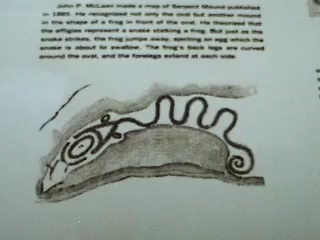 John P. McLean made a map of Serpent Mound published
in 1885. He recognized not only the oval but another mound
in the shape of a frog in front of the oval. He theorized that
the effigies represent a snake stalking a frog. But just as the
snake strikes, the frog jumps away, ejecting an egg which the
snake is about to swallow. The frog's back legs are curved
around the oval, and the forelegs extend at each side.